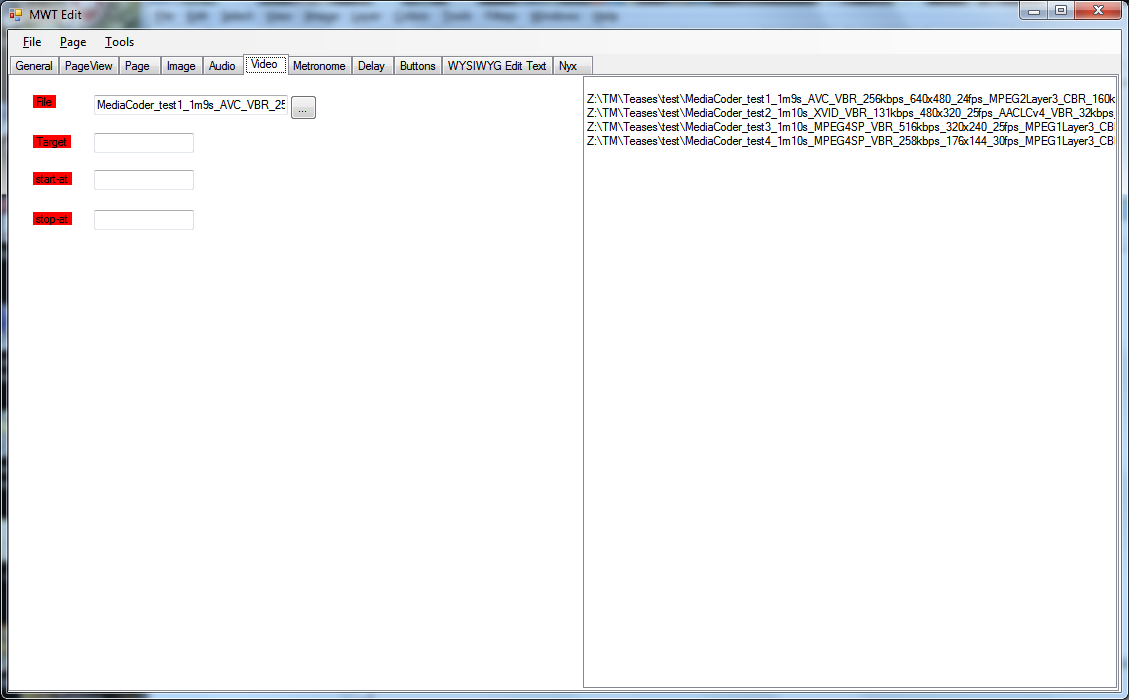 MWT Edit
File Page Tools
General PageView Page Image Audio Video Metronome Delay Buttons WYSIWYG Edit Text Nyx
File MediaCoder_test1_1m9s_AVC_VBR_25 ...
Target
start-at
stop-at
Z:\TM\Teases\test\MediaCoder_test1_1m9s_AVC_VBR_256kbps_640x480_24fps_MPEG2Layer3_CBR_160k
Z:\TM\Teases\test\MediaCoder_test2_1m10s_XVID_VBR_131kbps_480x320_25fps_AACLCv4_VBR_32kbps_
Z:\TM\Teases\test\MediaCoder_test3_1m10s_MPEG4SP_VBR_516kbps_320x240_25fps_MPEG1Layer3_CB
Z:\TM\Teases\test\MediaCoder_test4_1m10s_MPEG4SP_VBR_258kbps_176x144_30fps_MPEG1Layer3_CB